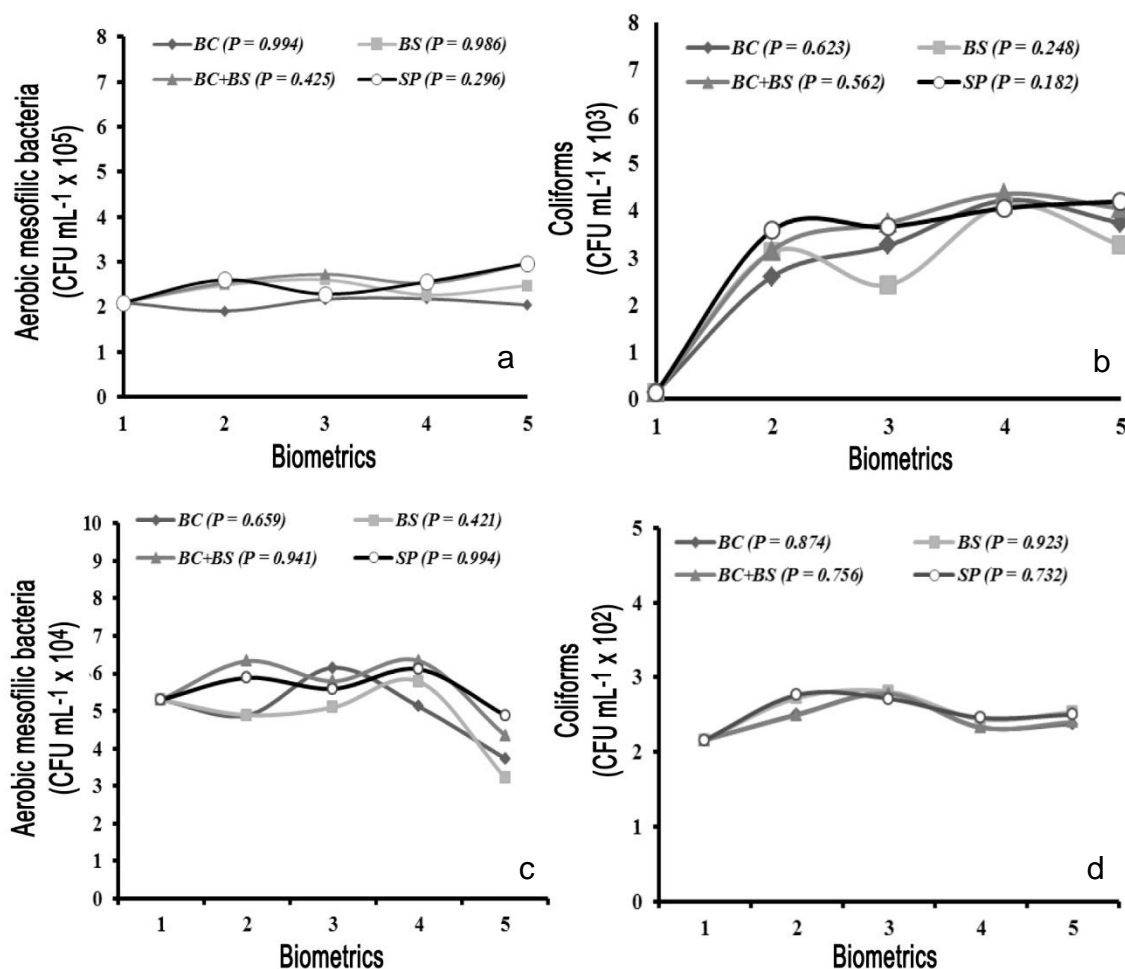 BC (P = 0.994) BS (P = 0.986)
BC+BS (P = 0.425) SP (P = 0.296)
Aerobic mesofilic bacteria
(CFU mL-1 x 10⁵)
8
7
6
5
4
3
2
1
0
1 2 3 4 5
Biometrics
a
BC (P = 0.623) BS (P = 0.248)
BC+BS (P = 0.562) SP (P = 0.182)
Coliforms
(CFU mL-1 x 10³)
8
7
6
5
4
3
2
1
0
1 2 3 4 5
Biometrics
b
BC (P = 0.659) BS (P = 0.421)
BC+BS (P = 0.941) SP (P = 0.994)
Aerobic mesofilic bacteria
(CFU mL-1 x 10⁴)
10
9
8
7
6
5
4
3
2
1
0
1 2 3 4 5
Biometrics
c
BC (P = 0.874) BS (P = 0.923)
BC+BS (P = 0.756) SP (P = 0.732)
Coliforms
(CFU mL-1 x 10²)
5
4
3
2
1
0
1 2 3 4 5
Biometrics
d